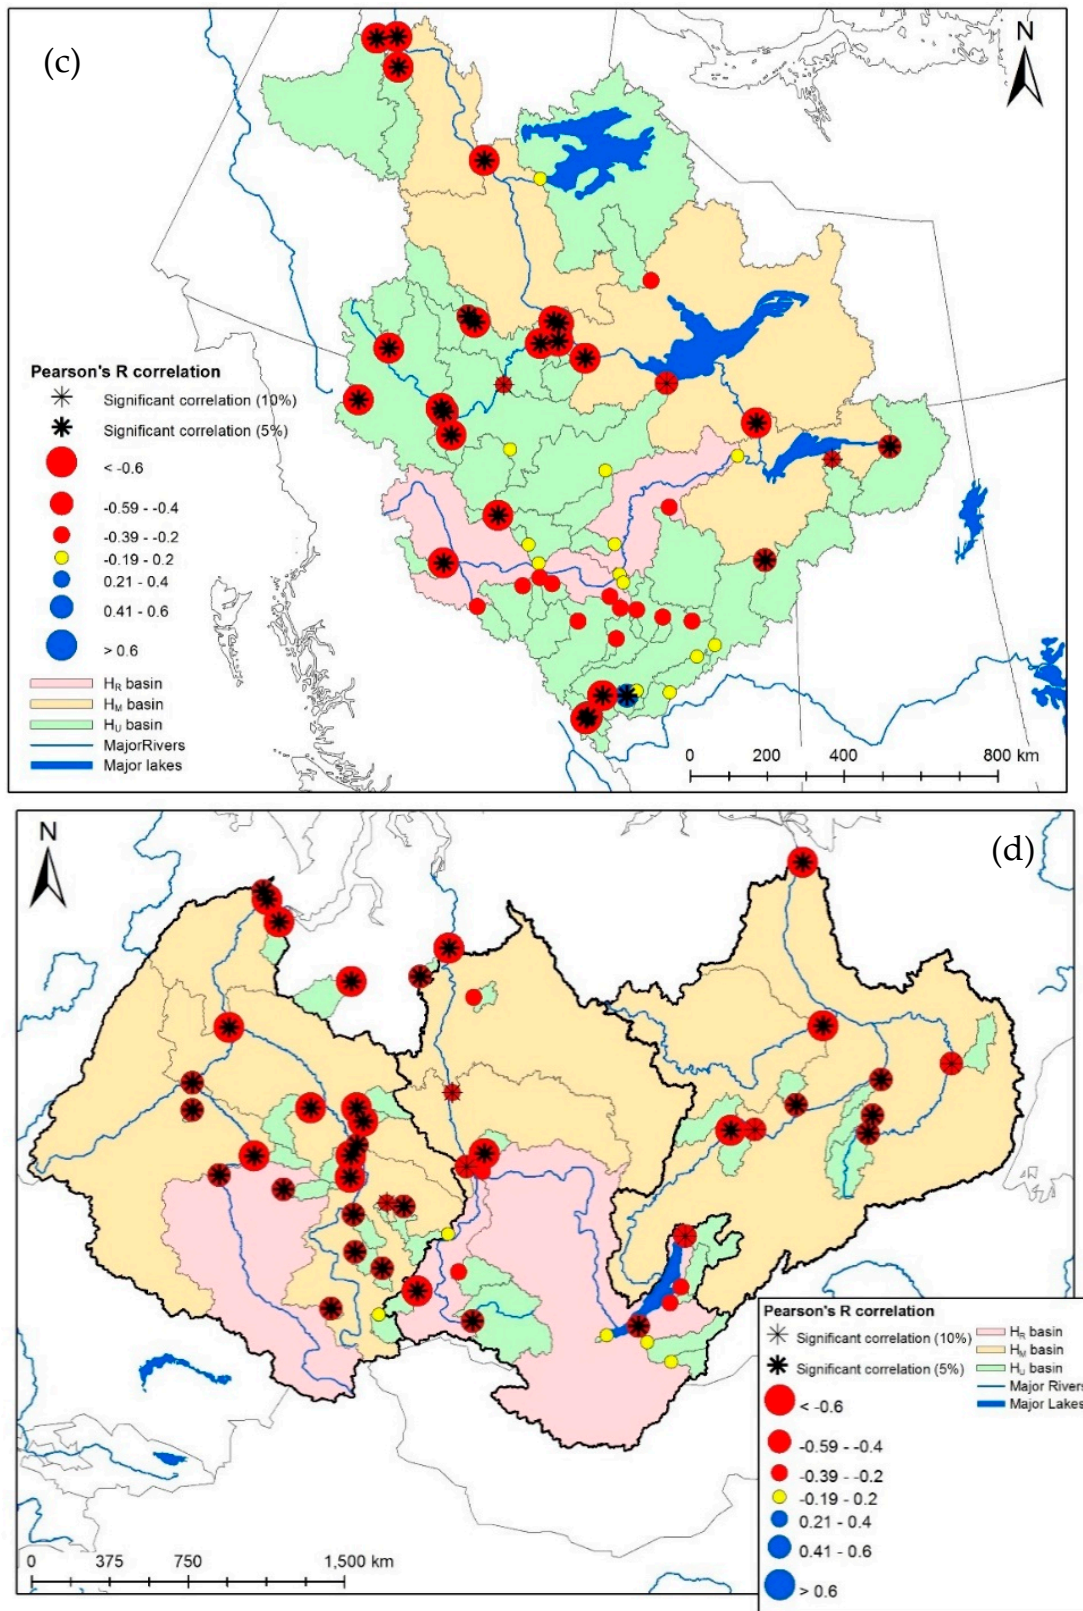 (c)
N
Pearson's R correlation
Significant correlation (10%)
Significant correlation (5%)
< -0.6
-0.59 - -0.4
-0.39 - -0.2
-0.19 - 0.2
0.21 - 0.4
0.41 - 0.6
> 0.6
HR basin
HM basin
HU basin
MajorRivers
Major lakes
0 200 400 800 km
N
(d)
0 375 750 1,500 km
Pearson's R correlation
Significant correlation (10%)
Significant correlation (5%)
< -0.6
-0.59 - -0.4
-0.39 - -0.2
-0.19 - 0.2
0.21 - 0.4
0.41 - 0.6
> 0.6
HR basin
HM basin
HU basin
Major Rivers
Major Lakes